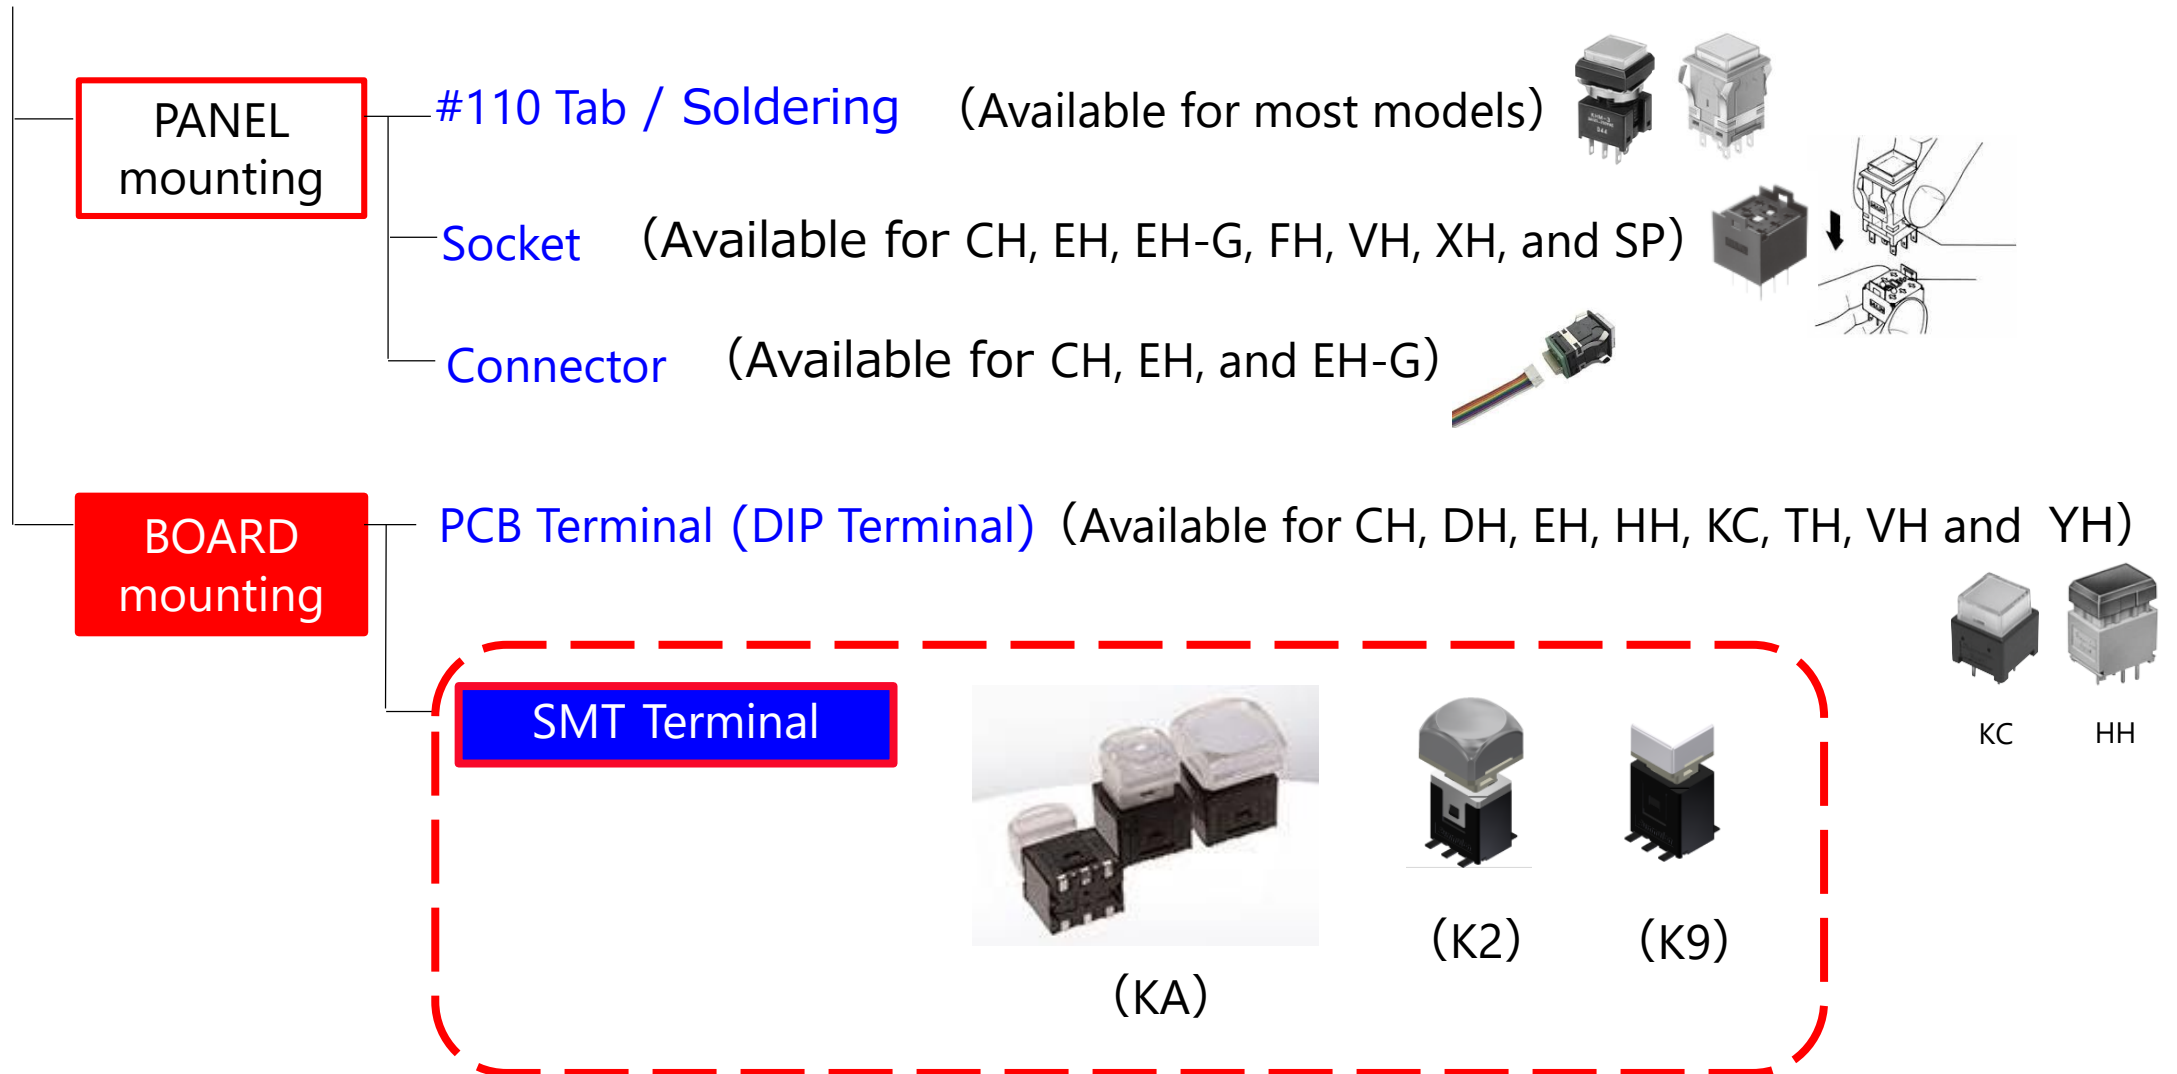 PANEL
mounting
#110 Tab / Soldering （Available for most models）
Socket （Available for CH, EH, EH-G, FH, VH, XH, and SP）
Connector （Available for CH, EH, and EH-G）
BOARD
mounting
PCB Terminal (DIP Terminal)（Available for CH, DH, EH, HH, KC, TH, VH and YH）
KC HH
SMT Terminal
（K2） （K9）
（KA）